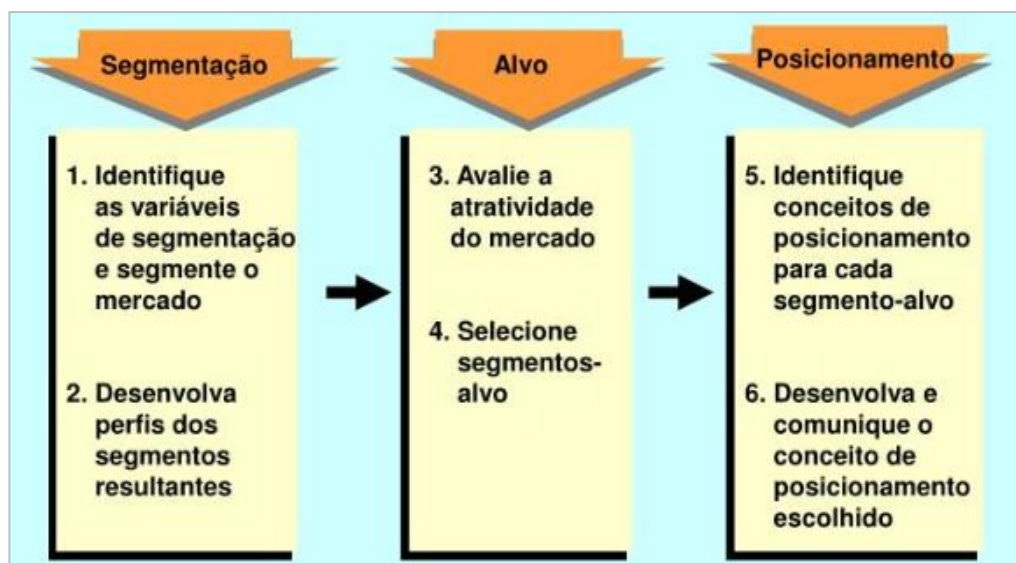 Segmentação
1. Identifique
as variáveis
de segmentação
e segmente o
mercado
2. Desenvolva
perfis dos
segmentos
resultantes
Alvo
3. Avalie a
atratividade
do mercado
4. Selecione
segmentos-
alvo
Posicionamento
5. Identifique
conceitos de
posicionamento
para cada
segmento-alvo
6. Desenvolva e
comunique o
conceito de
posicionamento
escolhido